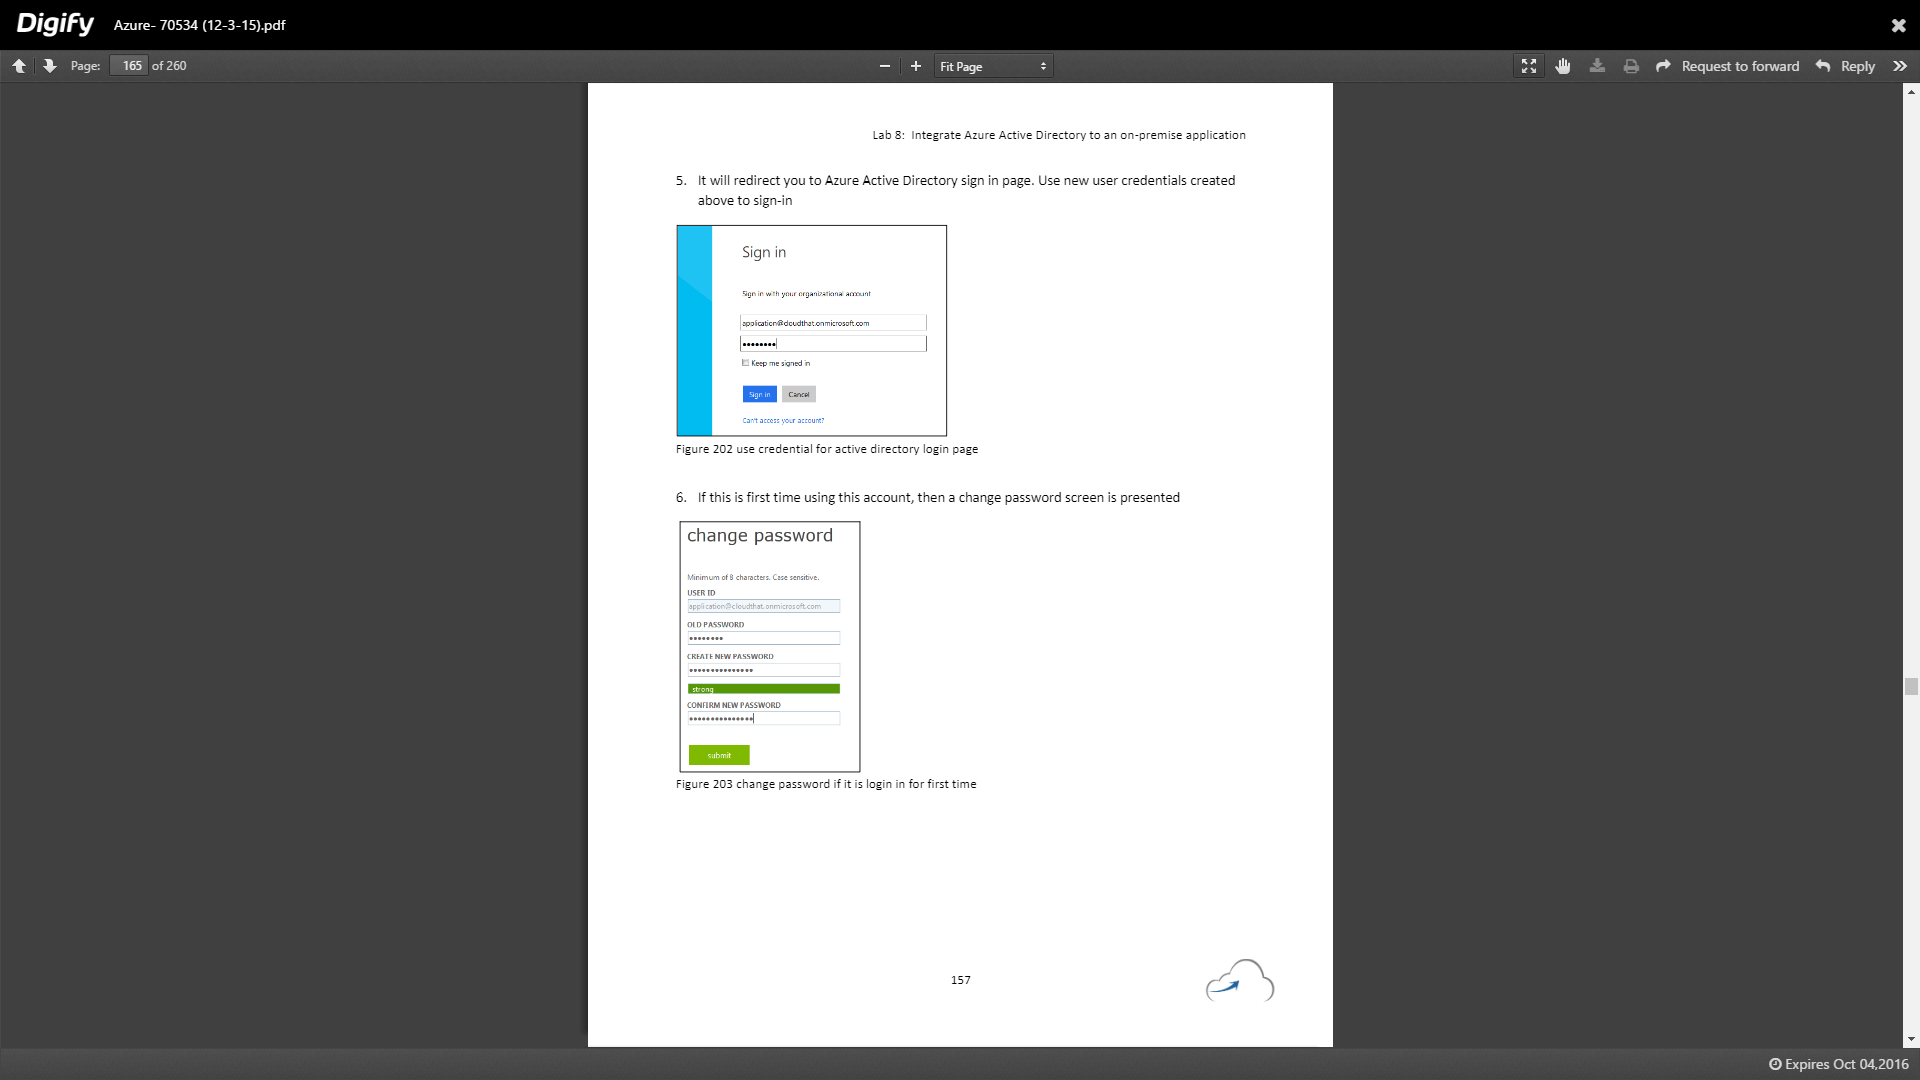 Digify Azure- 70534 (12-3-15).pdf
Page: 165 of 260 Fit Page Request to forward Reply
Lab 8: Integrate Azure Active Directory to an on-premise application
5. It will redirect you to Azure Active Directory sign in page. Use new user credentials created
above to sign-in
Sign in
Sign in with your organizational account
application@cloudthat.onmicrosoft.com
Keep me signed in
Sign in Cancel
Can't access your account?
Figure 202 use credential for active directory login page
6. If this is first time using this account, then a change password screen is presented
change password
Minimum of 8 characters. Case sensitive.
USER ID
application@cloudthat.onmicrosoft.com
OLD PASSWORD
CREATE NEW PASSWORD
strong
CONFIRM NEW PASSWORD
submit
Figure 203 change password if it is login in for first time
157
Expires Oct 04,2016